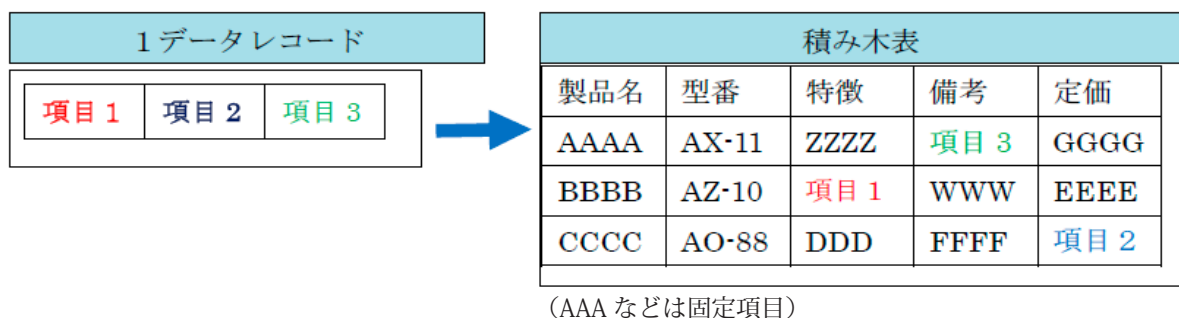 1データレコード
項目1 項目2 項目3
積み木表
製品名 型番 特徴 備考 定価
AAAA AX-11 ZZZZ 項目3 GGGG
BBBB AZ-10 項目1 WWW EEEE
CCCC AO-88 DDD FFFF 項目2
（AAA などは固定項目）